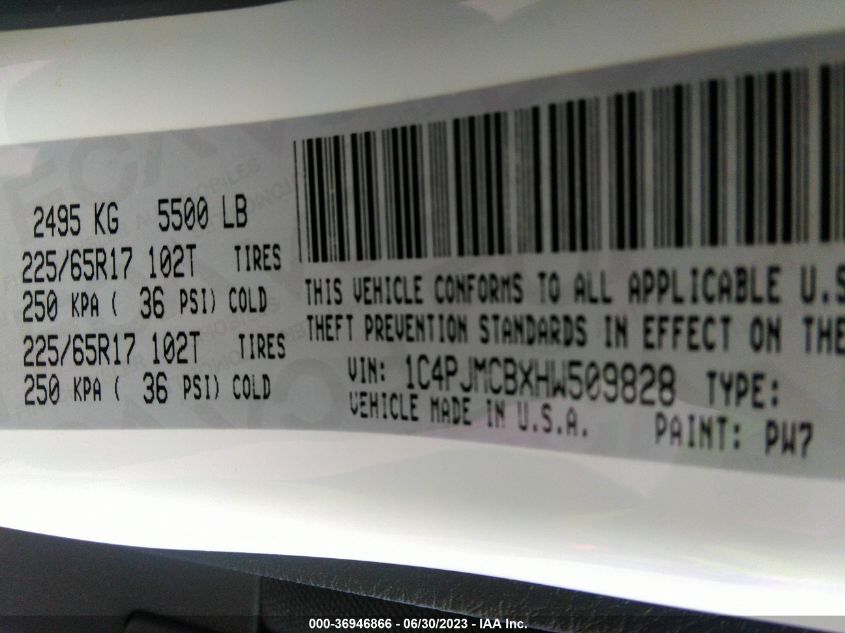 2495 KG 5500 LB
225/65R17 102T TIRES
250 KPA ( 36 PSI) COLD
225/65R17 102T TIRES
250 KPA ( 36 PSI) COLD
THIS VEHICLE CONFORMS TO ALL APPLICABLE U.S
THEFT PREVENTION STANDARDS IN EFFECT ON THE
VIN: 1C4PJMCBXHW509828 TYPE:
VEHICLE MADE IN U.S.A. PAINT: PW7
000-36946866 - 06/30/2023 - IAA Inc.